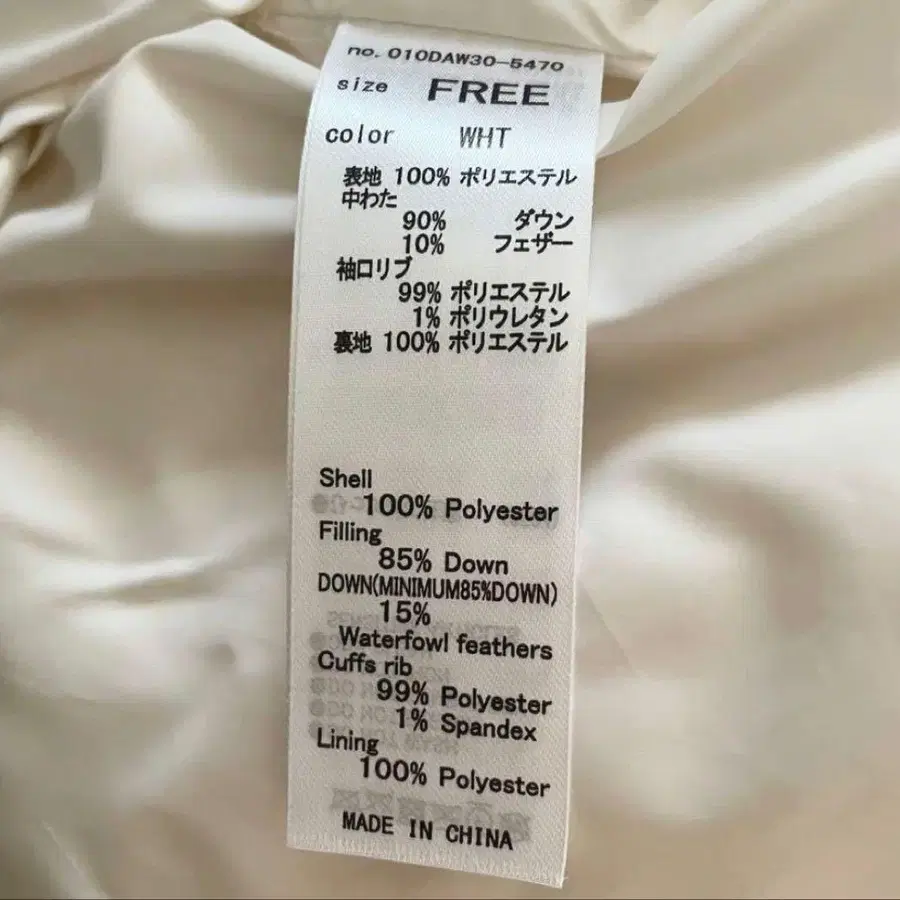 no. 010DAW30-5470
size FREE
color WHT
表地 100% ポリエステル
中わた
90% ダウン
10% フェザー
袖口リブ
99% ポリエステル
1% ポリウレタン
裏地 100% ポリエステル
Shell
100% Polyester
Filling
85% Down
DOWN(MINIMUM85%DOWN)
15%
Waterfowl feathers
Cuffs rib
99% Polyester
1% Spandex
Lining
100% Polyester
MADE IN CHINA